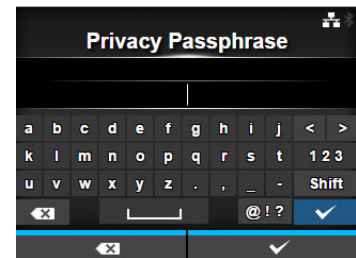 Privacy Passphrase
a b c d e f g h i j < >
k l m n o p q r s t 1 2 3
u v w x y z . , _ - Shift
@ ! ?